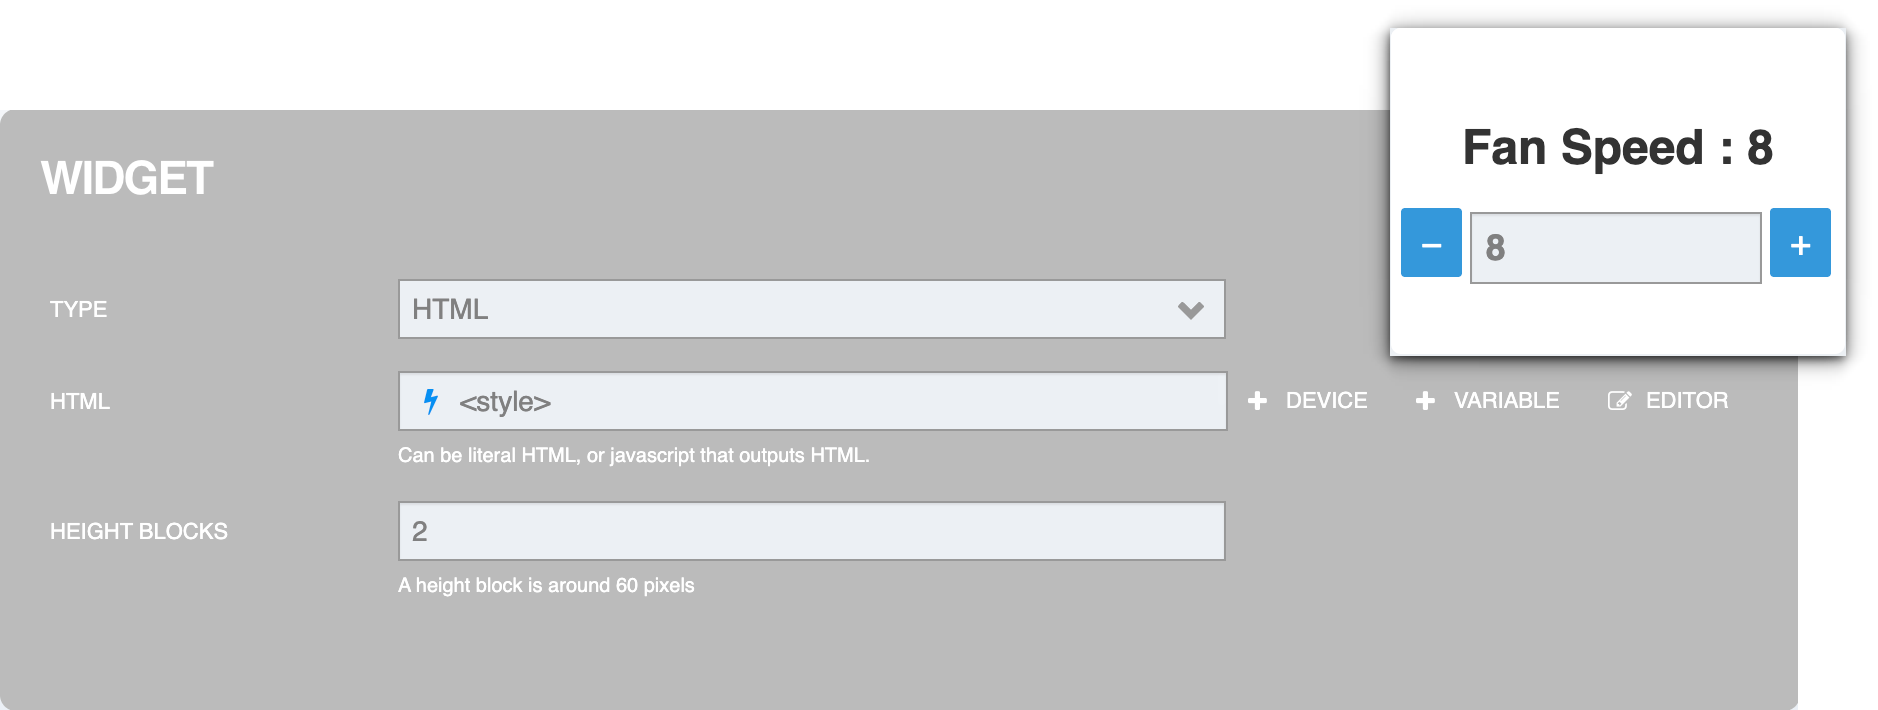 Fan Speed : 8
− 8 +
WIDGET
TYPE HTML
HTML <style> + DEVICE + VARIABLE EDITOR
Can be literal HTML, or javascript that outputs HTML.
HEIGHT BLOCKS 2
A height block is around 60 pixels